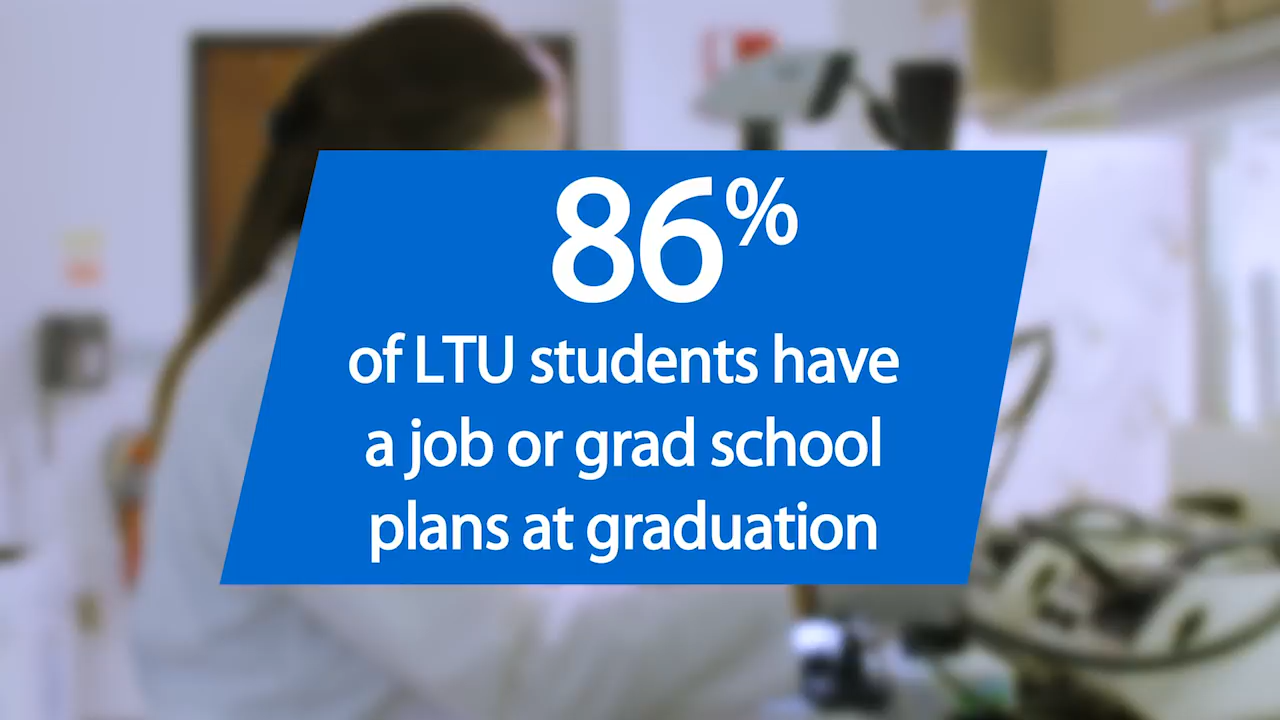 86%
of LTU students have
a job or grad school
plans at graduation